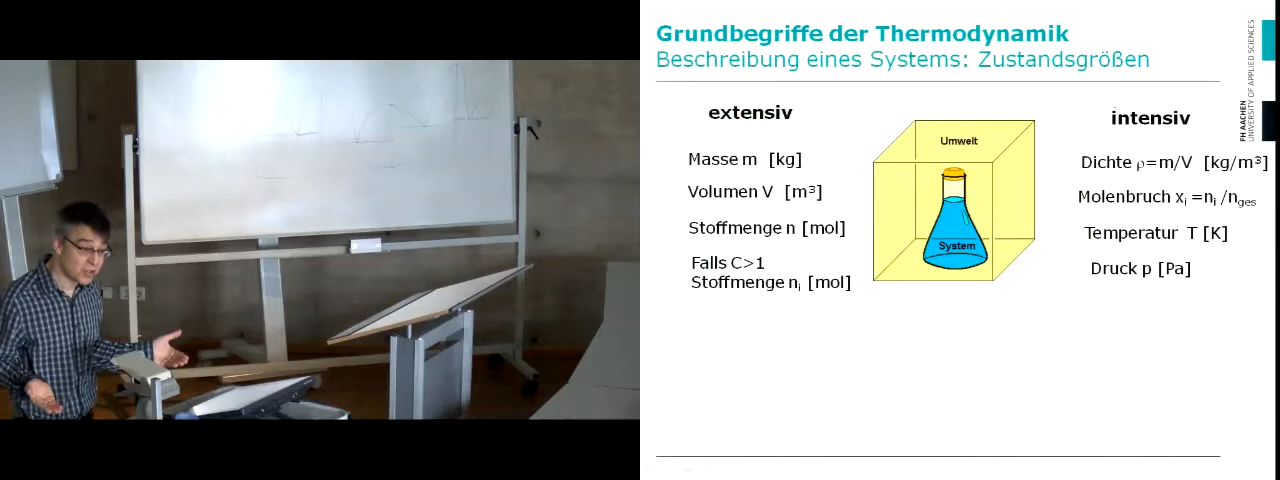 Grundbegriffe der Thermodynamik
Beschreibung eines Systems: Zustandsgrößen
FH AACHEN
UNIVERSITY OF APPLIED SCIENCES
extensiv
Masse m [kg]
Volumen V [m³]
Stoffmenge n [mol]
Falls C>1
Stoffmenge nᵢ [mol]
Umwelt
System
intensiv
Dichte ρ=m/V [kg/m³]
Molenbruch xᵢ =nᵢ /n_ges
Temperatur T [K]
Druck p [Pa]